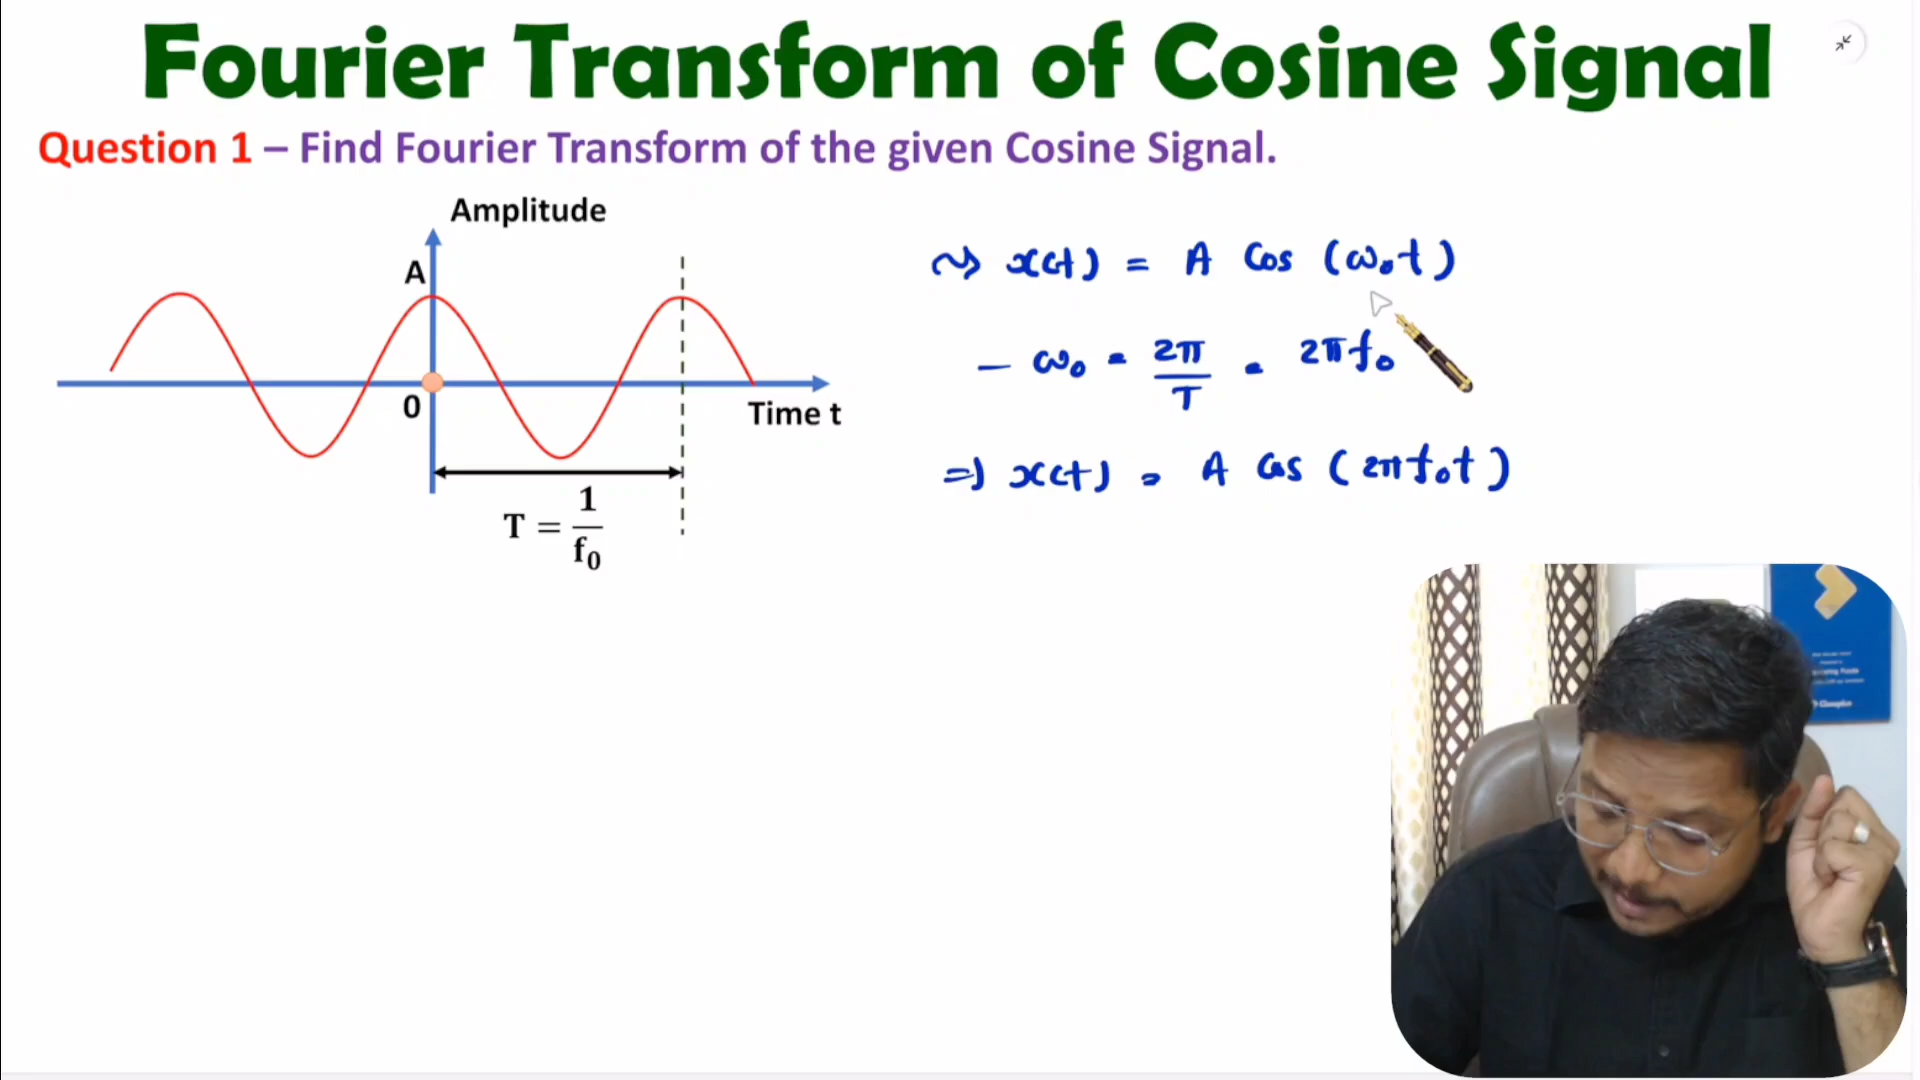 Fourier Transform of Cosine Signal
Question 1 – Find Fourier Transform of the given Cosine Signal.
Amplitude
A
0
Time t
T = 1/f₀
x(t) = A Cos (ω₀t)
– ω₀ = 2π/T = 2πf₀
=) x(t) = A Cos (2πf₀t)